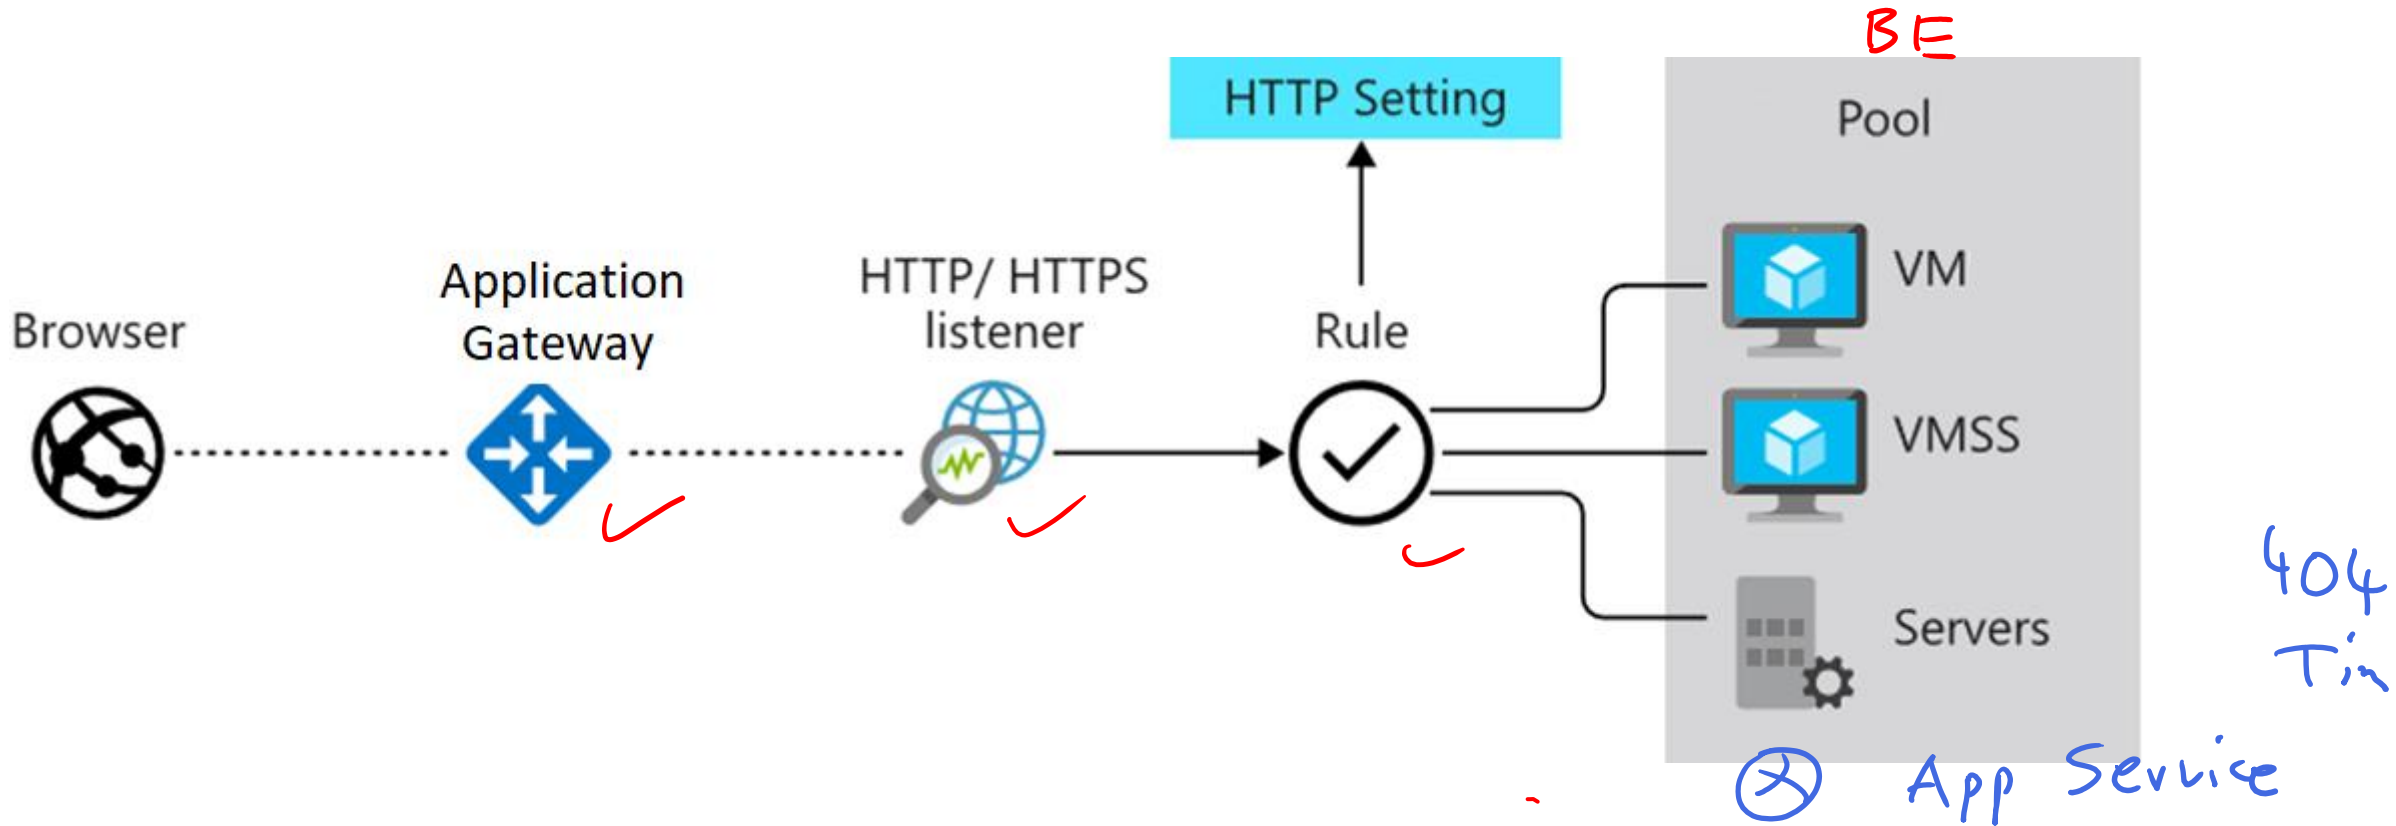 BE
HTTP Setting
Pool
Application
Gateway
HTTP/ HTTPS
listener
Browser
Rule
VM
VMSS
Servers
404
App Service